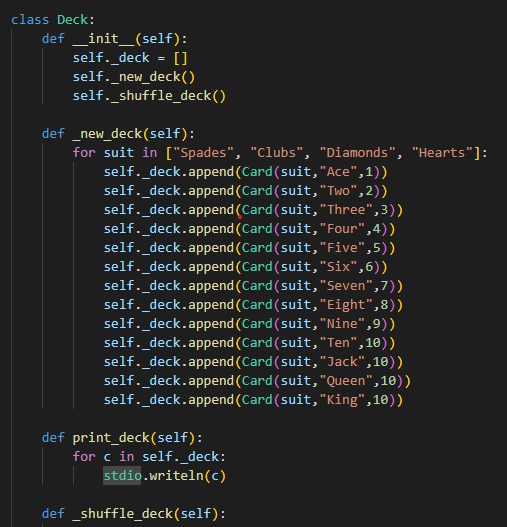 class Deck:
    def __init__(self):
        self._deck = []
        self._new_deck()
        self._shuffle_deck()

    def _new_deck(self):
        for suit in ["Spades", "Clubs", "Diamonds", "Hearts"]:
            self._deck.append(Card(suit,"Ace",1))
            self._deck.append(Card(suit,"Two",2))
            self._deck.append(Card(suit,"Three",3))
            self._deck.append(Card(suit,"Four",4))
            self._deck.append(Card(suit,"Five",5))
            self._deck.append(Card(suit,"Six",6))
            self._deck.append(Card(suit,"Seven",7))
            self._deck.append(Card(suit,"Eight",8))
            self._deck.append(Card(suit,"Nine",9))
            self._deck.append(Card(suit,"Ten",10))
            self._deck.append(Card(suit,"Jack",10))
            self._deck.append(Card(suit,"Queen",10))
            self._deck.append(Card(suit,"King",10))

    def print_deck(self):
        for c in self._deck:
            stdio.writeln(c)

    def _shuffle_deck(self):